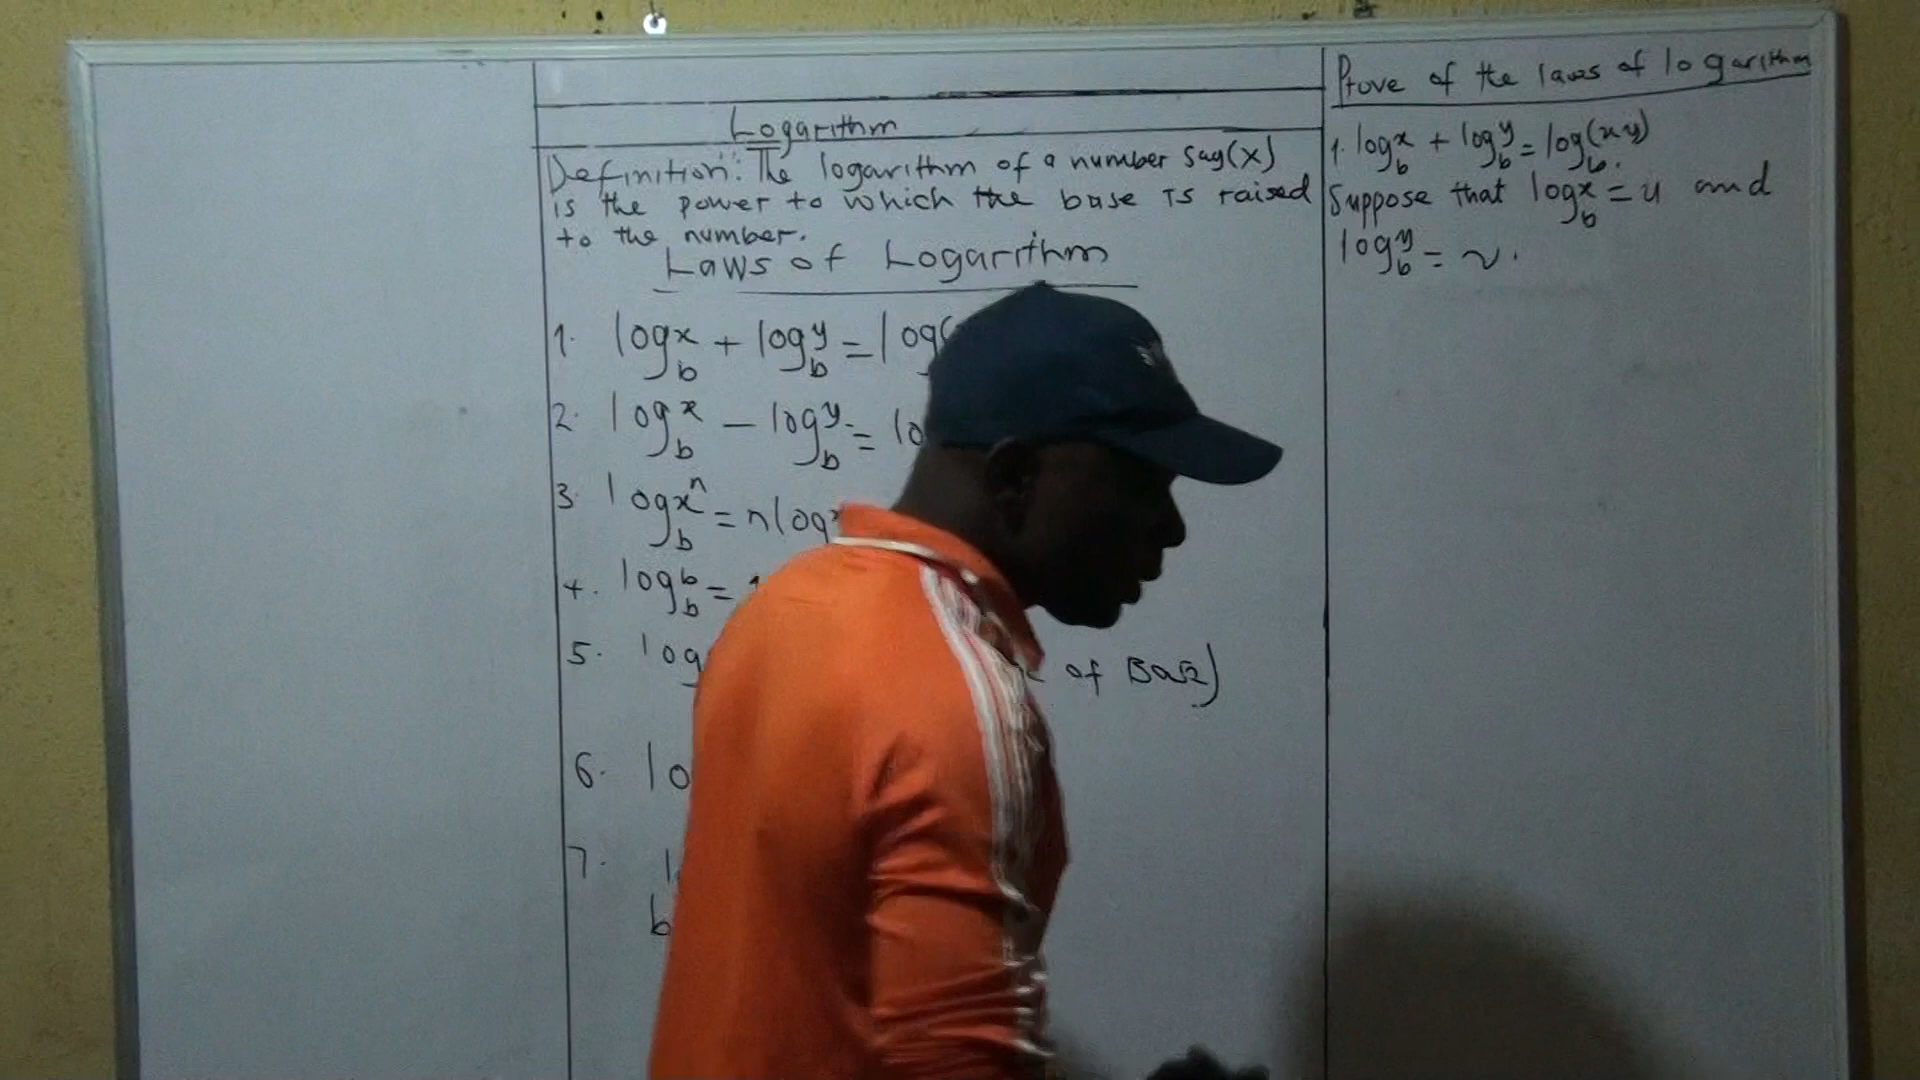 Logarithm
Definition: The logarithm of a number say (x)
is the power to which the base is raised
to the number.
Laws of Logarithm
1. log_b^x + log_b^y = log(
2. log_b^x - log_b^y = lo
3 log_b x^n = n log^x
4. log_b^b =
5. log of Base)
6. lo
7.
b
Prove of the laws of logarithm
1. log_b^x + log_b^y = log_b(xy).
Suppose that log_b^x = u and
log_b^y = v.